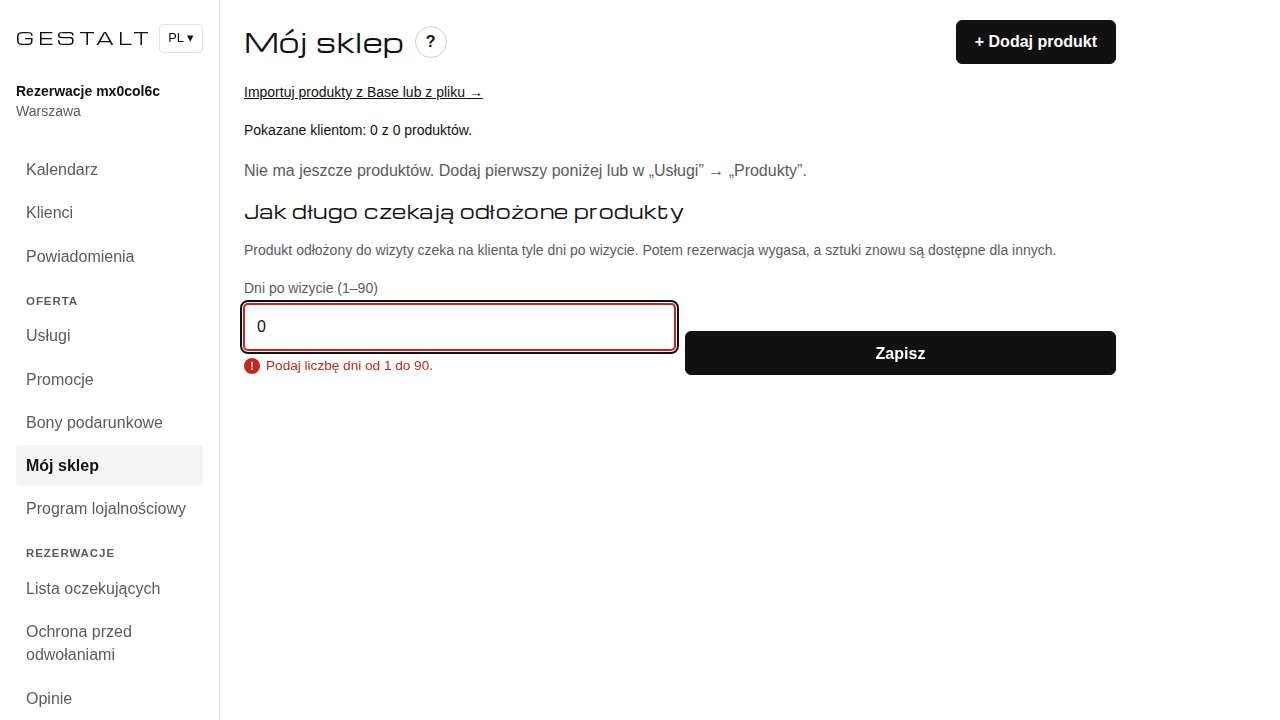 GESTALT
PL ▾
Rezerwacje mx0col6c
Warszawa
Kalendarz
Klienci
Powiadomienia
OFERTA
Usługi
Promocje
Bony podarunkowe
Mój sklep
Program lojalnościowy
REZERWACJE
Lista oczekujących
Ochrona przed
odwołaniami
Opinie
Mój sklep
?
+ Dodaj produkt
Importuj produkty z Base lub z pliku →
Pokazane klientom: 0 z 0 produktów.
Nie ma jeszcze produktów. Dodaj pierwszy poniżej lub w „Usługi” → „Produkty”.
Jak długo czekają odłożone produkty
Produkt odłożony do wizyty czeka na klienta tyle dni po wizycie. Potem rezerwacja wygasa, a sztuki znowu są dostępne dla innych.
Dni po wizycie (1–90)
0
! Podaj liczbę dni od 1 do 90.
Zapisz